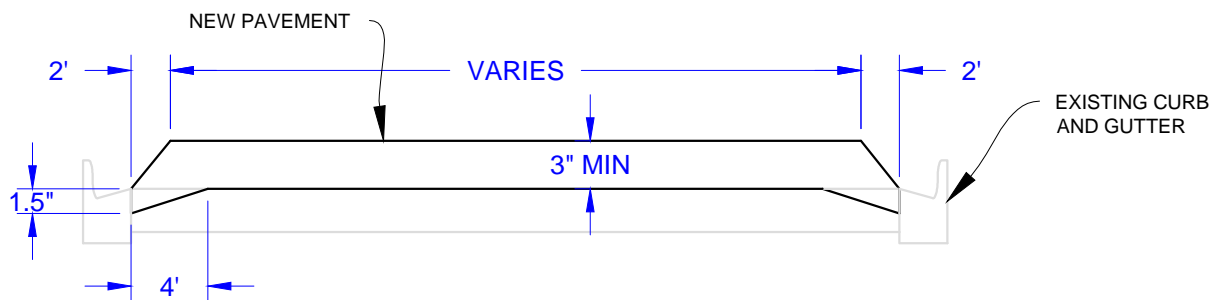 NEW PAVEMENT
2'
VARIES
2'
EXISTING CURB
AND GUTTER
3" MIN
1.5"
4'